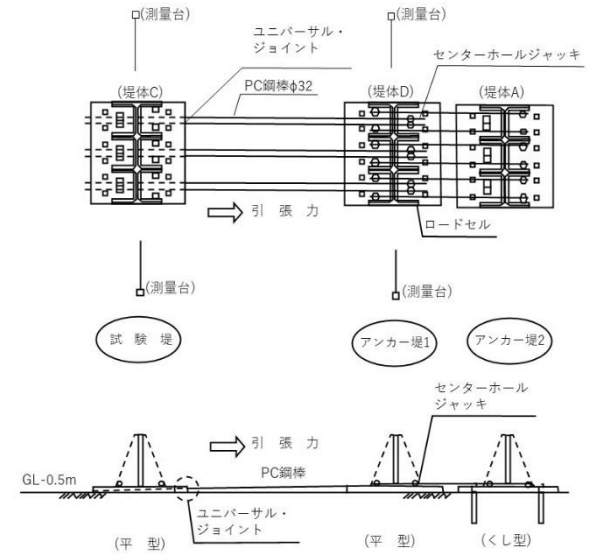 (測量台)
(測量台)
ユニバーサル・
ジョイント
センターホールジャッキ
(堤体C)
PC鋼棒φ32
(堤体D)
(堤体A)
引 張 力
ロードセル
(測量台)
(測量台)
試 験 堤
アンカー堤1
アンカー堤2
センターホール
ジャッキ
引 張 力
PC鋼棒
GL-0.5m
ユニバーサル・
ジョイント
(平 型)
(平 型)
(くし型)